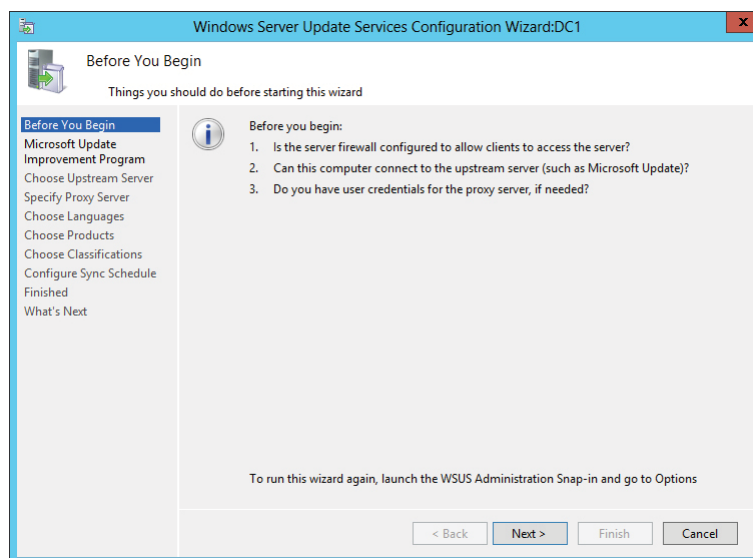 Windows Server Update Services Configuration Wizard:DC1
x
Before You Begin
Things you should do before starting this wizard
Before You Begin
Microsoft Update
Improvement Program
Choose Upstream Server
Specify Proxy Server
Choose Languages
Choose Products
Choose Classifications
Configure Sync Schedule
Finished
What's Next
Before you begin:
1. Is the server firewall configured to allow clients to access the server?
2. Can this computer connect to the upstream server (such as Microsoft Update)?
3. Do you have user credentials for the proxy server, if needed?
To run this wizard again, launch the WSUS Administration Snap-in and go to Options
< Back Next > Finish Cancel